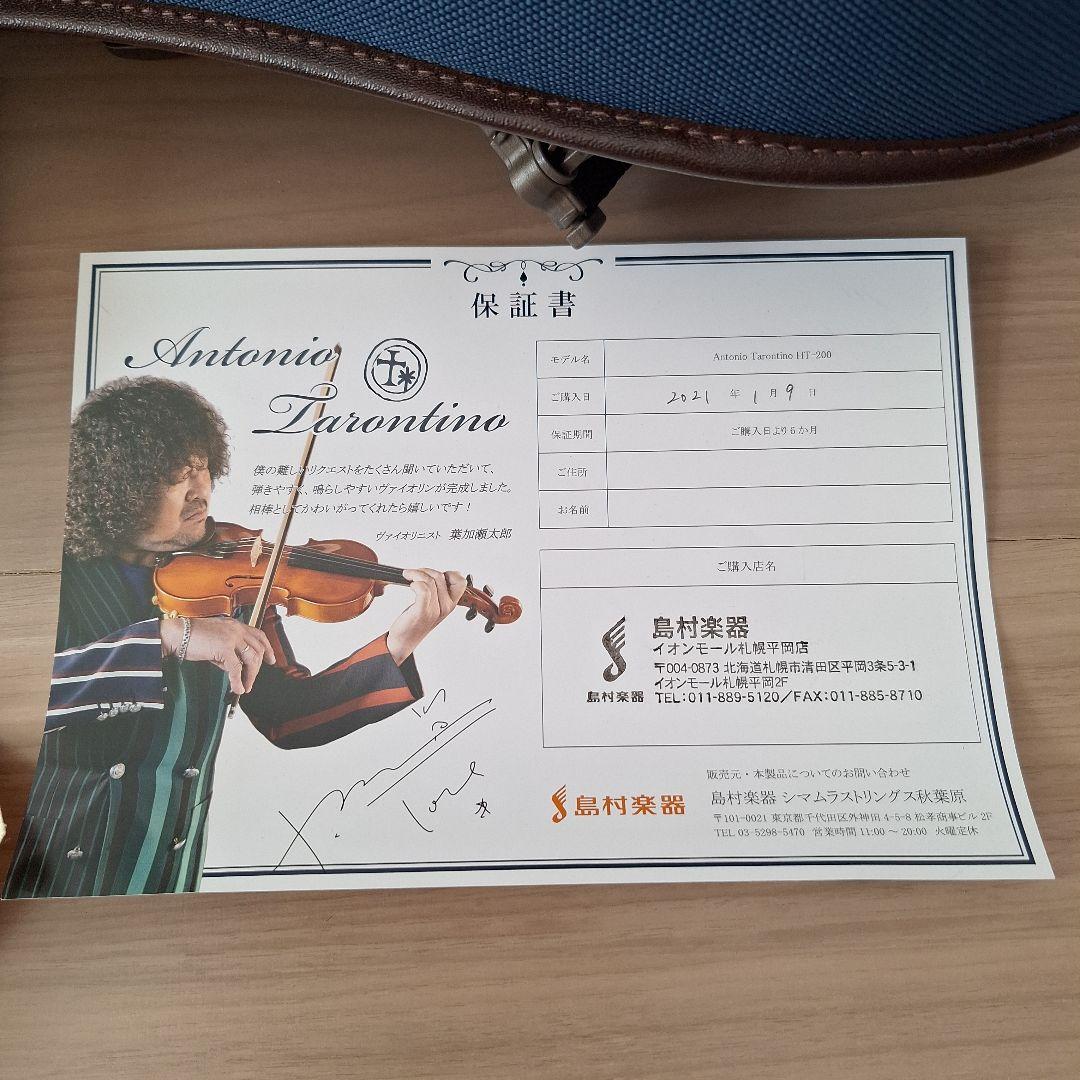 保証書
Antonio
Tarontino
僕の難しいリクエストをたくさん聞いていただいて、
弾きやすく、鳴らしやすいヴァイオリンが完成しました。
相棒としてかわいがってくれたら嬉しいです！
ヴァイオリニスト 葉加瀬太郎
モデル名 Antonio Tarontino HT-200
ご購入日 2021 年 1 月 9 日
保証期間 ご購入日より6か月
ご住所
お名前
ご購入店名
島村楽器
イオンモール札幌平岡店
〒004-0873 北海道札幌市清田区平岡3条5-3-1
イオンモール札幌平岡2F
島村楽器 TEL:011-889-5120/FAX:011-885-8710
販売元・本製品についてのお問い合わせ
島村楽器 島村楽器 シマムラストリングス秋葉原
〒101-0021 東京都千代田区外神田 4-5-8 松孝商事ビル 2F
TEL 03-5298-5470 営業時間 11:00 ～ 20:00 火曜定休